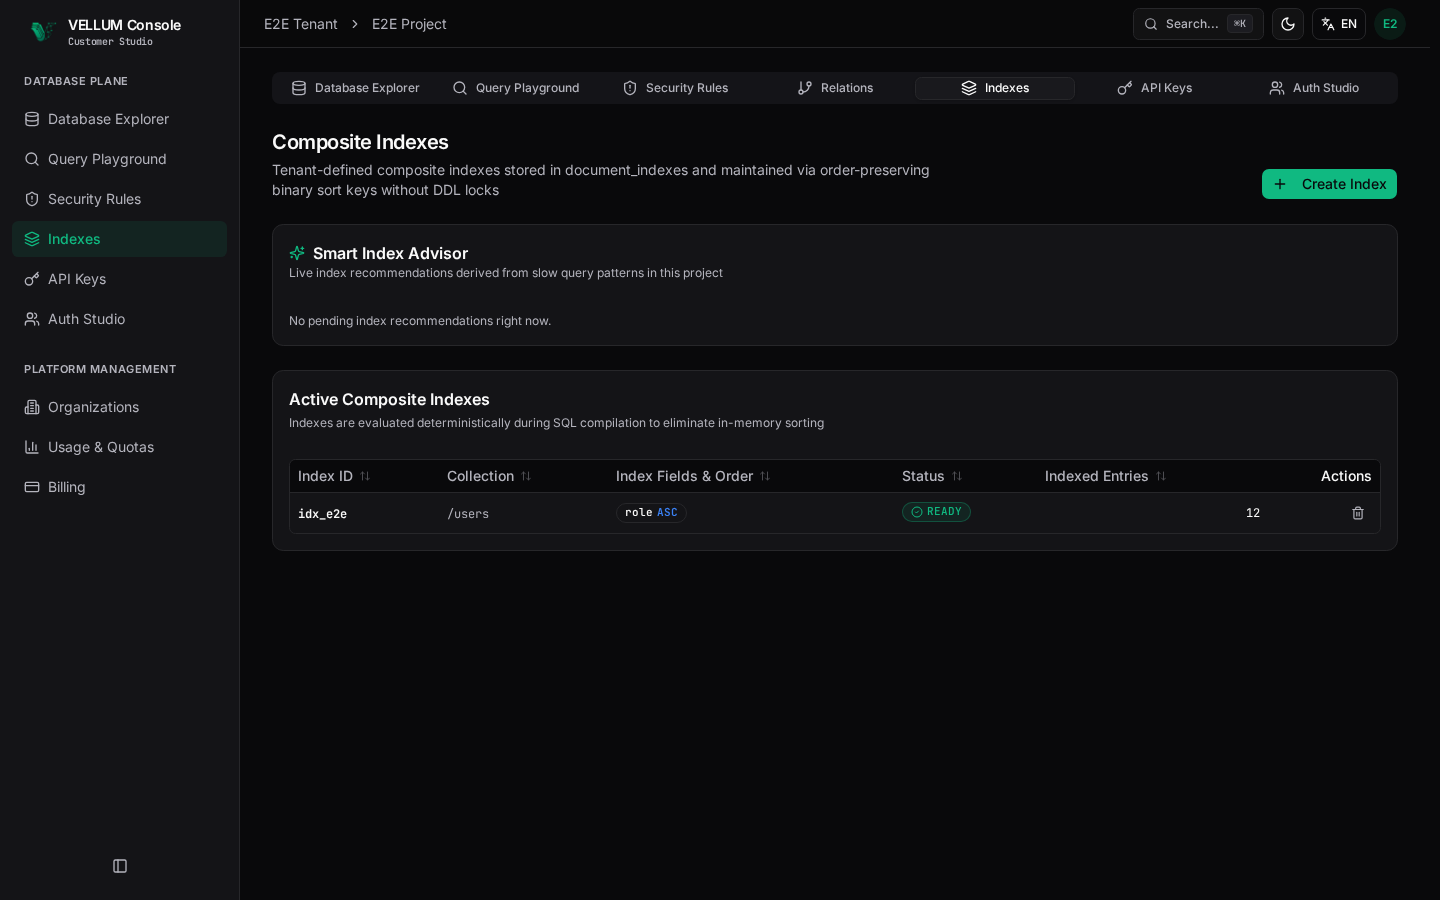 VELLUM Console
Customer Studio
DATABASE PLANE
Database Explorer
Query Playground
Security Rules
Indexes
API Keys
Auth Studio
PLATFORM MANAGEMENT
Organizations
Usage & Quotas
Billing
E2E Tenant > E2E Project
Search... ⌘K
EN
E2
Database Explorer
Query Playground
Security Rules
Relations
Indexes
API Keys
Auth Studio
Composite Indexes
Tenant-defined composite indexes stored in document_indexes and maintained via order-preserving
binary sort keys without DDL locks
Create Index
Smart Index Advisor
Live index recommendations derived from slow query patterns in this project
No pending index recommendations right now.
Active Composite Indexes
Indexes are evaluated deterministically during SQL compilation to eliminate in-memory sorting
Index ID Collection Index Fields & Order Status Indexed Entries Actions
idx_e2e /users role ASC READY 12